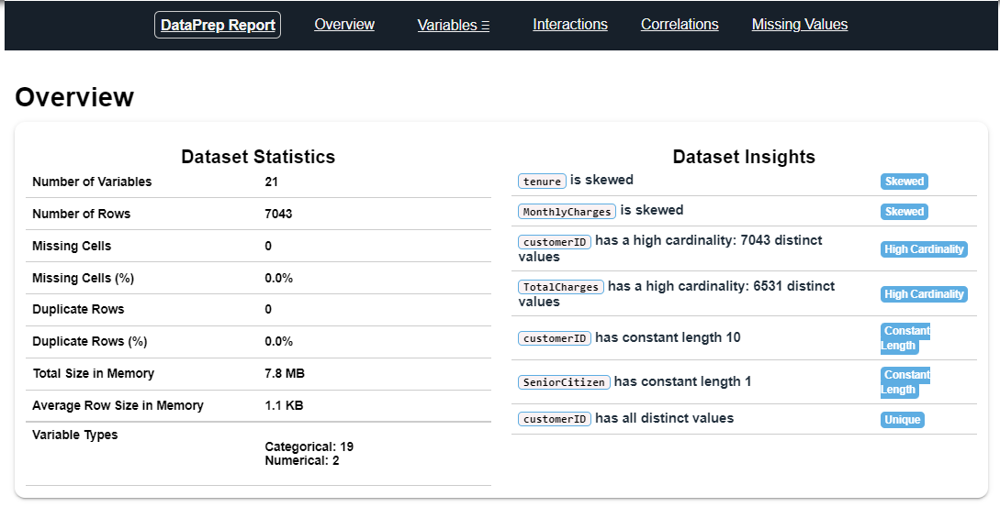 DataPrep Report Overview Variables ☰ Interactions Correlations Missing Values
Overview
Dataset Statistics
Number of Variables 21
Number of Rows 7043
Missing Cells 0
Missing Cells (%) 0.0%
Duplicate Rows 0
Duplicate Rows (%) 0.0%
Total Size in Memory 7.8 MB
Average Row Size in Memory 1.1 KB
Variable Types
Categorical: 19
Numerical: 2
Dataset Insights
tenure is skewed Skewed
MonthlyCharges is skewed Skewed
customerID has a high cardinality: 7043 distinct
values
High Cardinality
TotalCharges has a high cardinality: 6531 distinct
values
High Cardinality
customerID has constant length 10
Constant
Length
SeniorCitizen has constant length 1
Constant
Length
customerID has all distinct values Unique